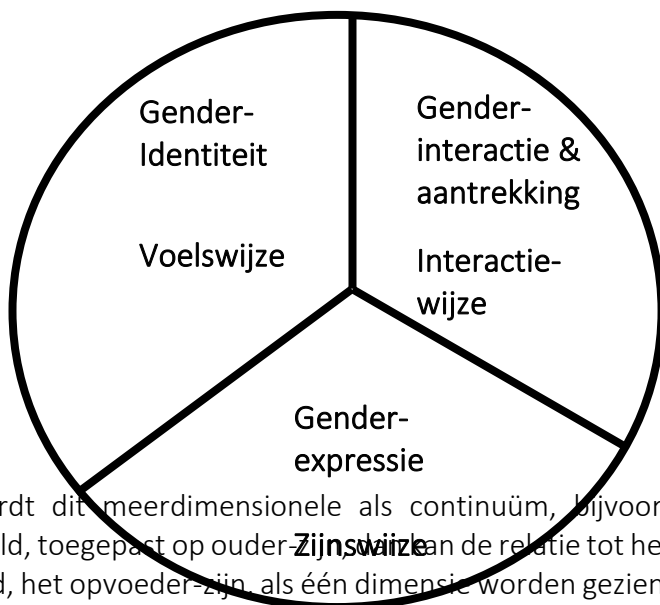 Gender-
Identiteit
Voelswijze
Gender-
interactie &
aantrekking
Interactie-
wijze
Gender-
expressie
Zijnswijze
rdt dit meerdimensionele als continuüm, bijvoor
ld, toegepast op ouder-zijn, dan kan de relatie tot he
d, het opvoeder-zijn, als één dimensie worden gezien